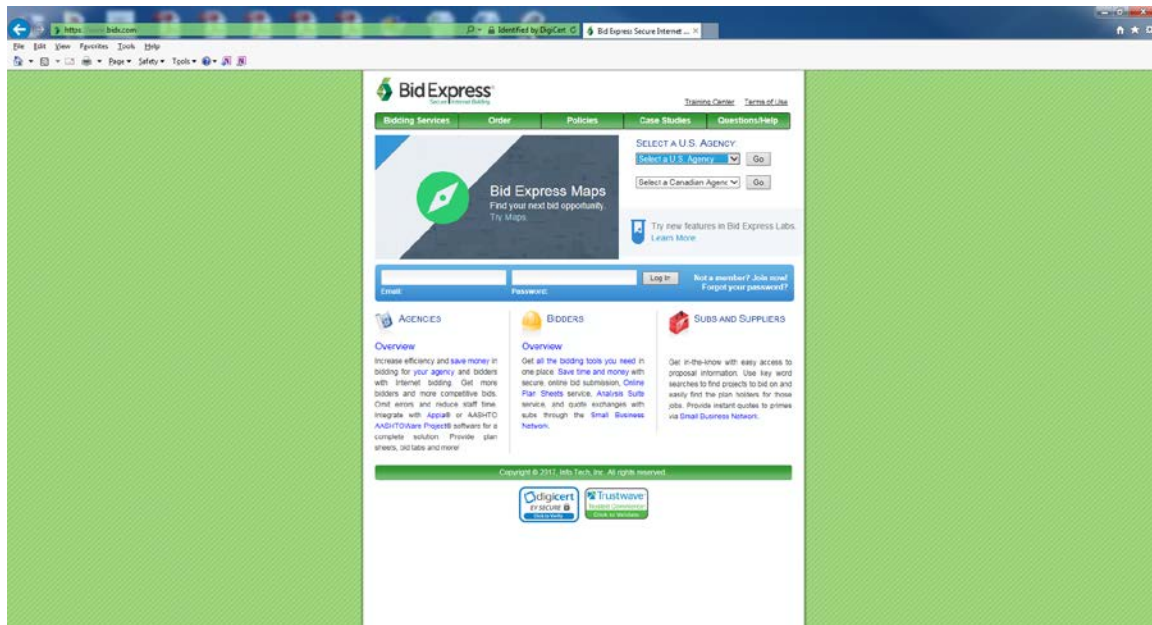 https://www.bidx.com
Identified by DigiCert
Bid Express Secure Internet ...
File Edit View Favorites Tools Help
Page Safety Tools
Bid Express
Secure Internet Bidding
Training Center Terms of Use
Bidding Services Order Policies Case Studies Questions/Help
SELECT A U.S. AGENCY:
Select a U.S. Agency Go
Select a Canadian Agenc Go
Bid Express Maps
Find your next bid opportunity.
Try Maps.
Try new features in Bid Express Labs.
Learn More
Log In
Not a member? Join now!
Forgot your password?
Email: Password:
AGENCIES
Overview
Increase efficiency and save money in
bidding for your agency and bidders
with Internet bidding. Get more
bidders and more competitive bids.
Omit errors and reduce staff time.
Integrate with Appia® or AASHTO
AASHTOWare Project® software for a
complete solution. Provide plan
sheets, bid tabs and more!
BIDDERS
Overview
Get all the bidding tools you need in
one place. Save time and money with
secure, online bid submission, Online
Plan Sheets service, Analysis Suite
service, and quote exchanges with
subs through the Small Business
Network.
SUBS AND SUPPLIERS
Get in-the-know with easy access to
proposal information. Use key word
searches to find projects to bid on and
easily find the plan holders for those
jobs. Provide instant quotes to primes
via Small Business Network.
Copyright © 2017, Info Tech, Inc. All rights reserved.
digicert
EV SECURE
Click to Verify
Trustwave
Trusted Commerce
Click to Validate